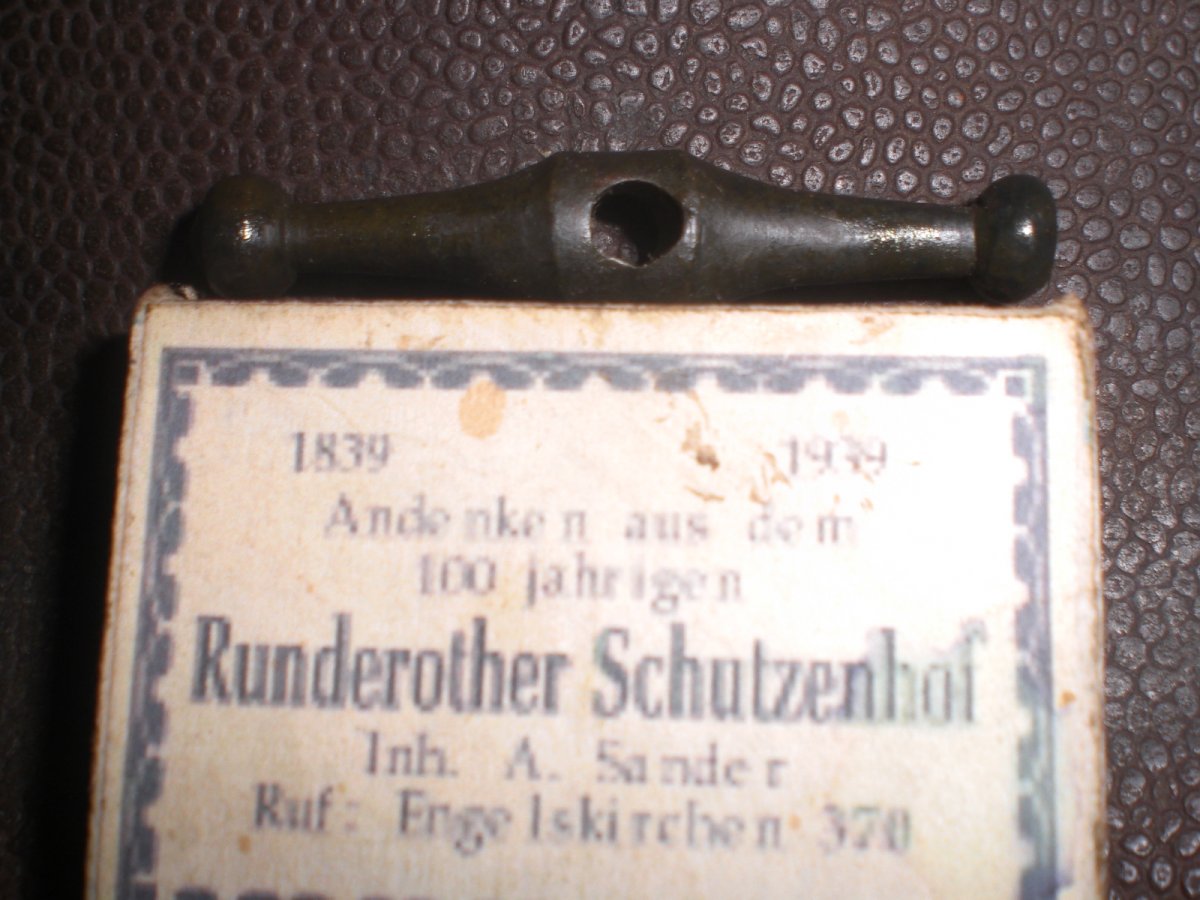 1839 1939
Andenken aus dem
100 jahrigen
Runderother Schutzenhof
Inh. A. Sander
Ruf: Engelskirchen 370